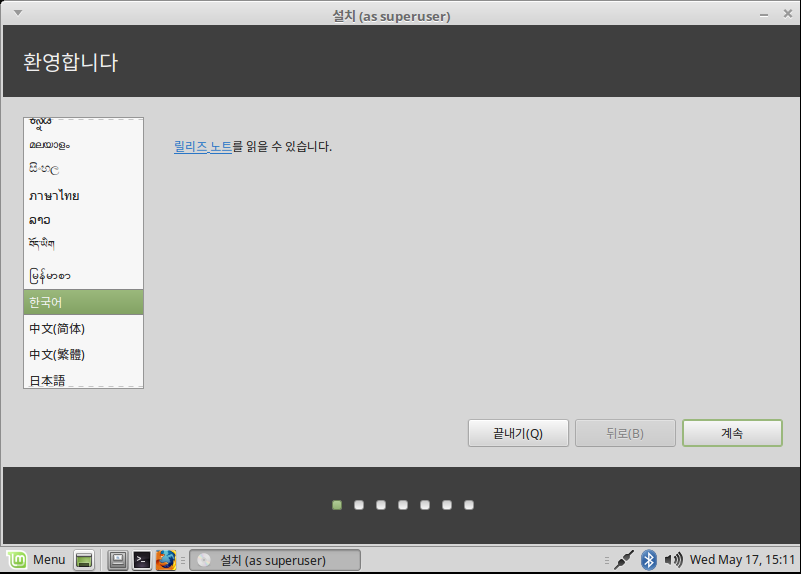 설치 (as superuser)
환영합니다
മലയാളം
සිංහල
ภาษาไทย
ລາວ
བོད་ཡིག
မြန်မာစာ
한국어
中文(简体)
中文(繁體)
日本語
릴리즈 노트를 읽을 수 있습니다.
끝내기(Q)
뒤로(B)
계속
Menu
설치 (as superuser)
Wed May 17, 15:11